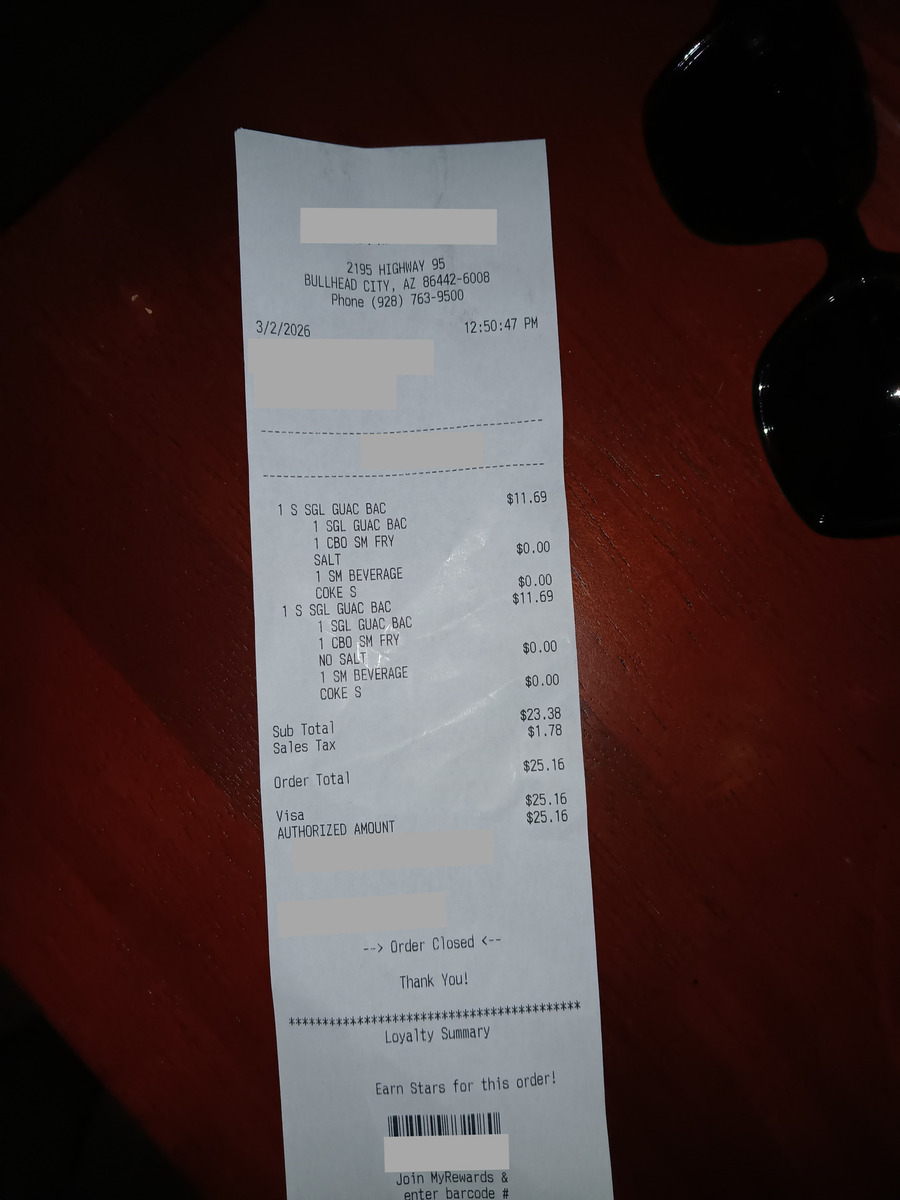 2195 HIGHWAY 95
BULLHEAD CITY, AZ 86442-6008
Phone (928) 763-9500
3/2/2026 12:50:47 PM
1 S SGL GUAC BAC $11.69
1 SGL GUAC BAC
1 CBO SM FRY
SALT $0.00
1 SM BEVERAGE
COKE S $0.00
1 S SGL GUAC BAC $11.69
1 SGL GUAC BAC
1 CBO SM FRY
NO SALT $0.00
1 SM BEVERAGE
COKE S $0.00
Sub Total $23.38
Sales Tax $1.78
Order Total $25.16
Visa $25.16
AUTHORIZED AMOUNT $25.16
--> Order Closed <--
Thank You!
******************************************
Loyalty Summary
Earn Stars for this order!
Join MyRewards &
enter barcode #